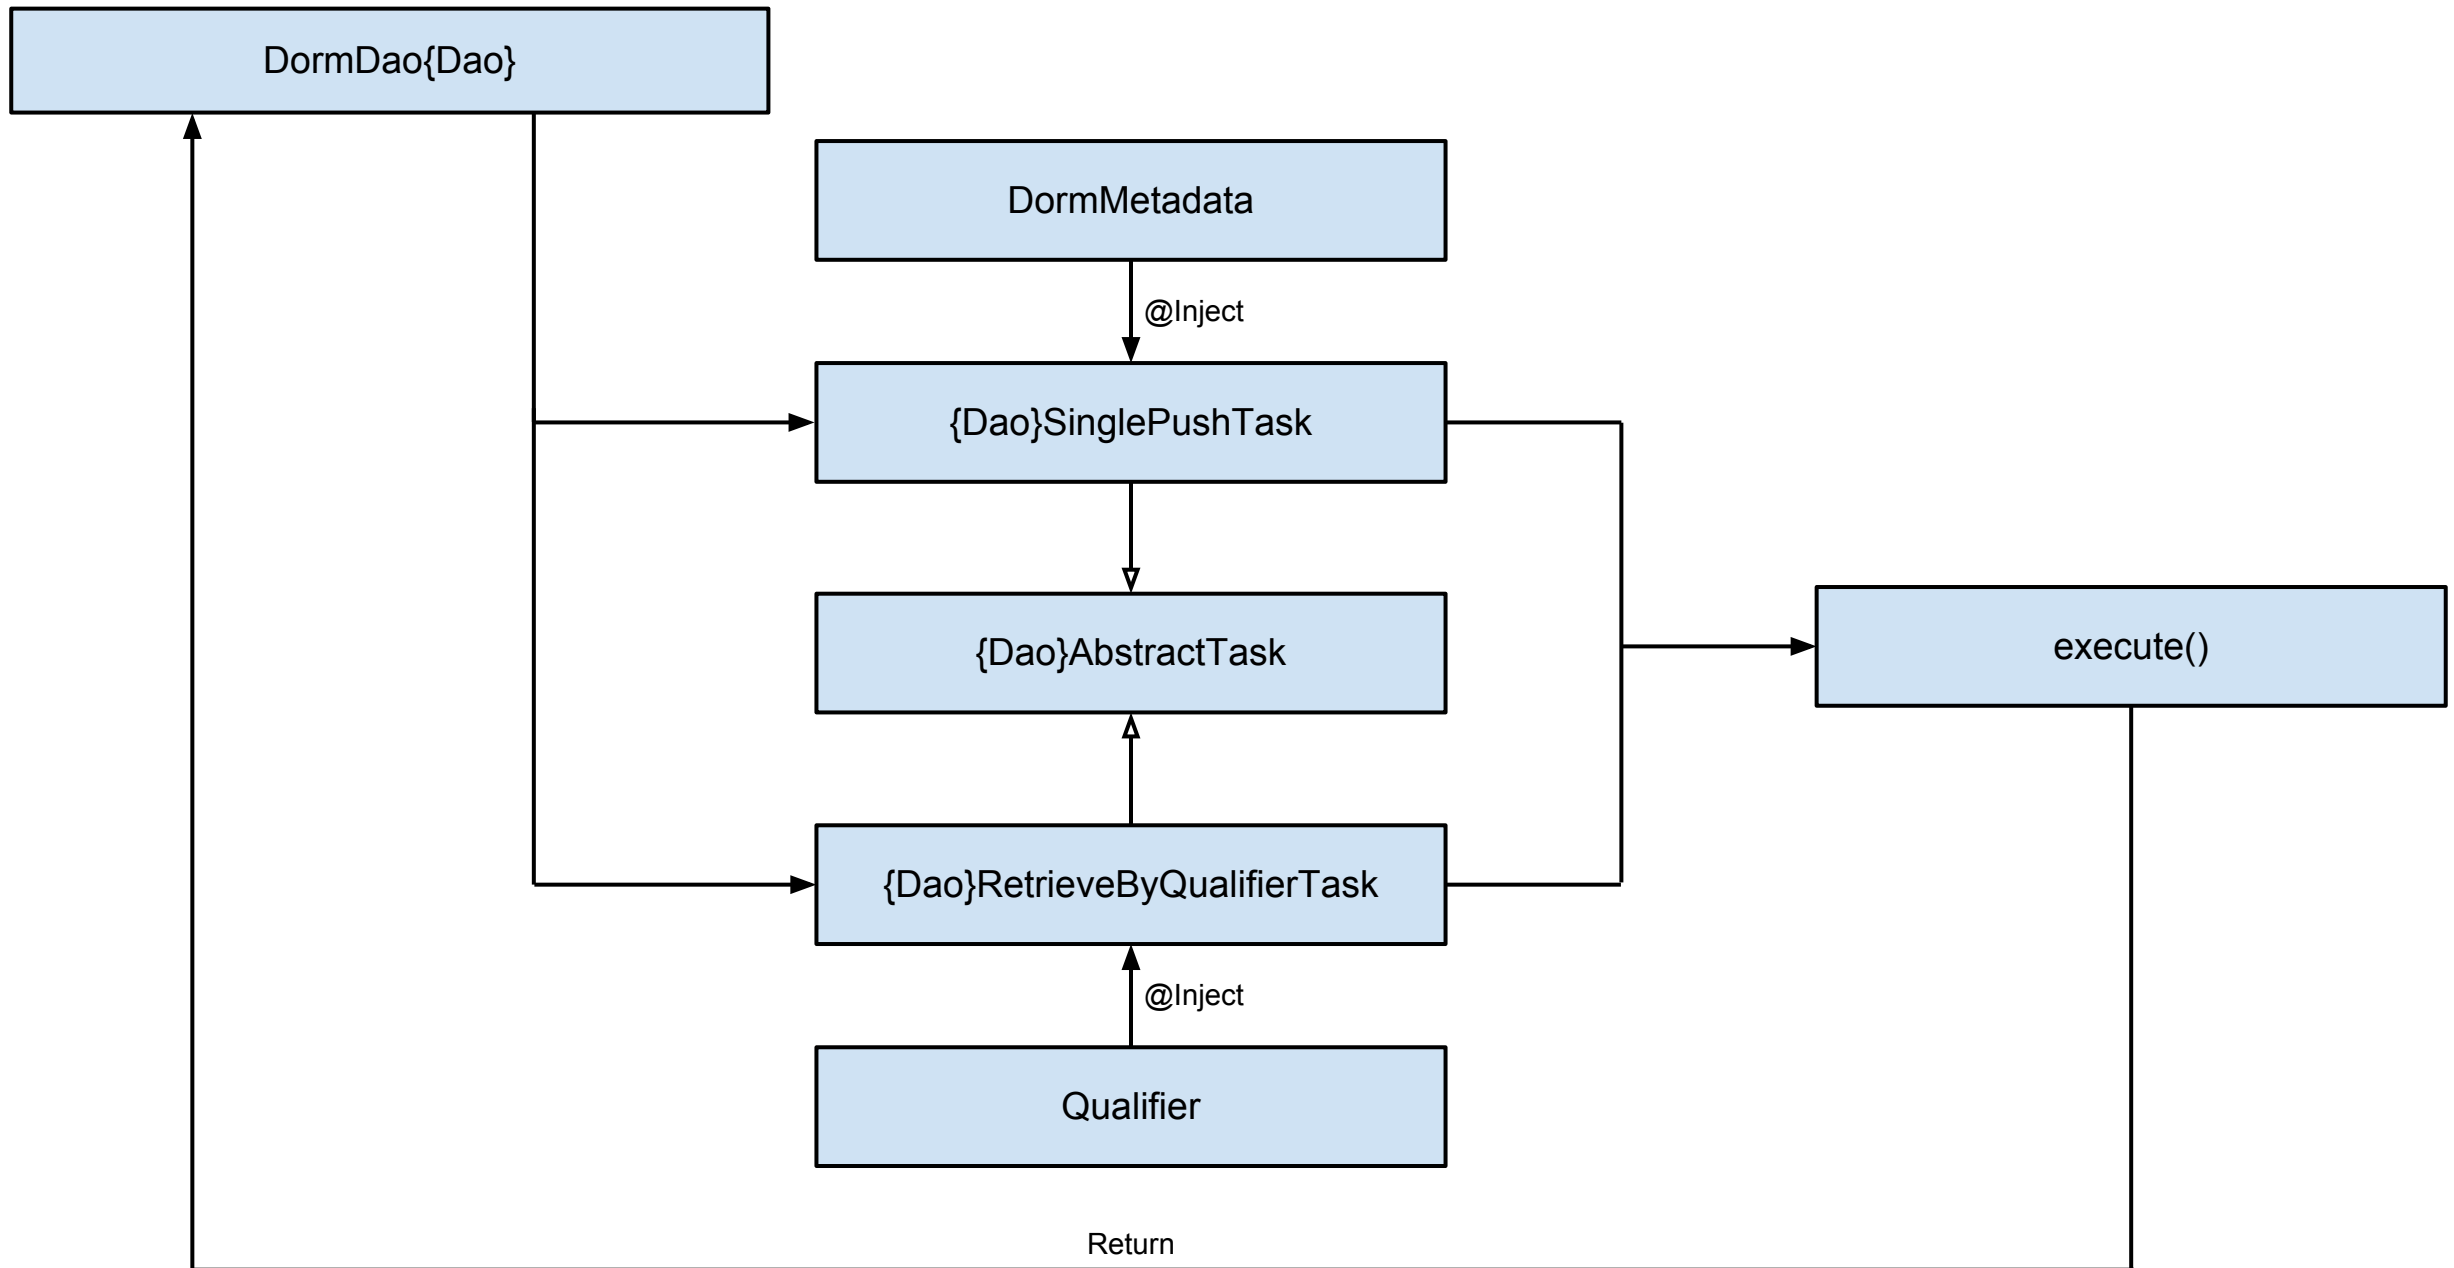 DormDao{Dao}
DormMetadata
@Inject
{Dao}SinglePushTask
{Dao}AbstractTask
execute()
{Dao}RetrieveByQualifierTask
@Inject
Qualifier
Return